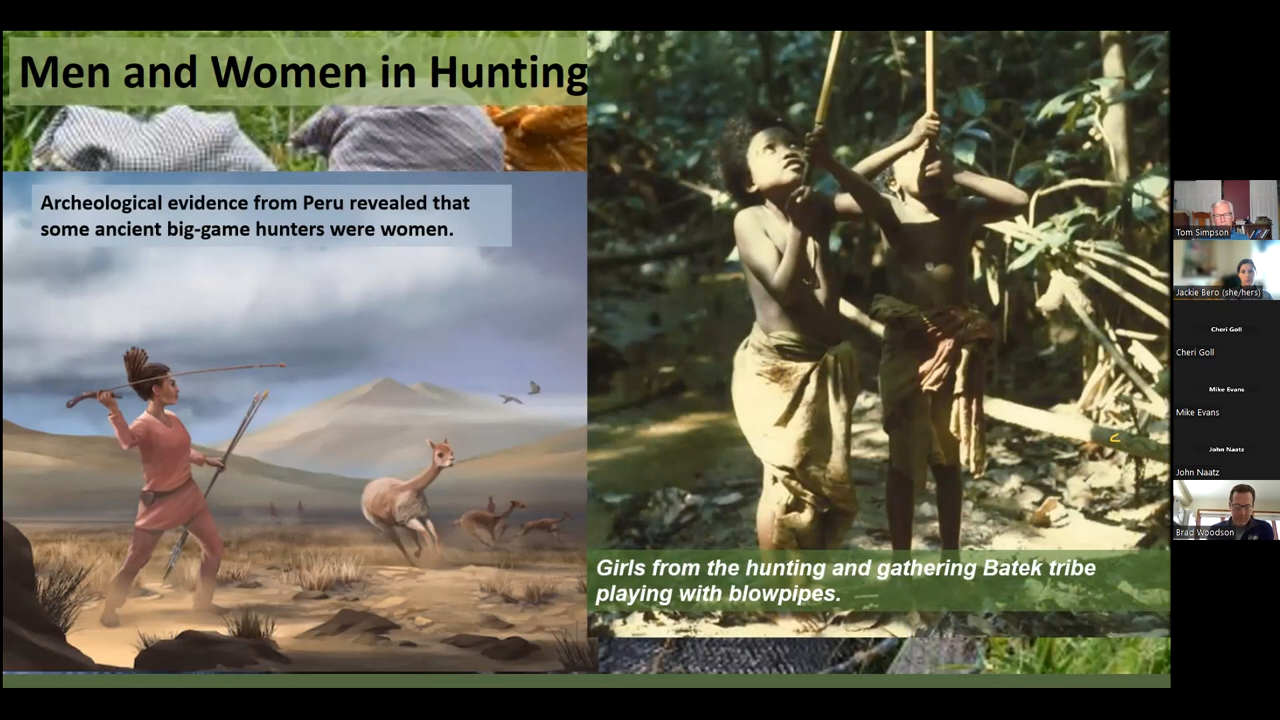 Men and Women in Hunting
Archeological evidence from Peru revealed that
some ancient big-game hunters were women.
Girls from the hunting and gathering Batek tribe
playing with blowpipes.
Tom Simpson
Jackie Bero (she/hers)
Cheri Goll
Cheri Goll
Mike Evans
Mike Evans
John Naatz
John Naatz
Brad Woodson